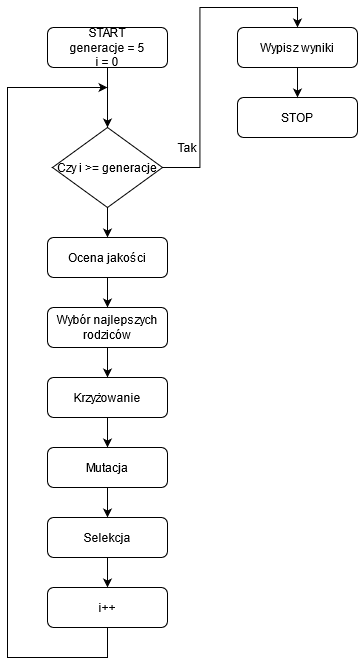 START
generacje = 5
i = 0
Wypisz wyniki
STOP
Czy i >= generacje
Tak
Ocena jakości
Wybór najlepszych
rodziców
Krzyżowanie
Mutacja
Selekcja
i++